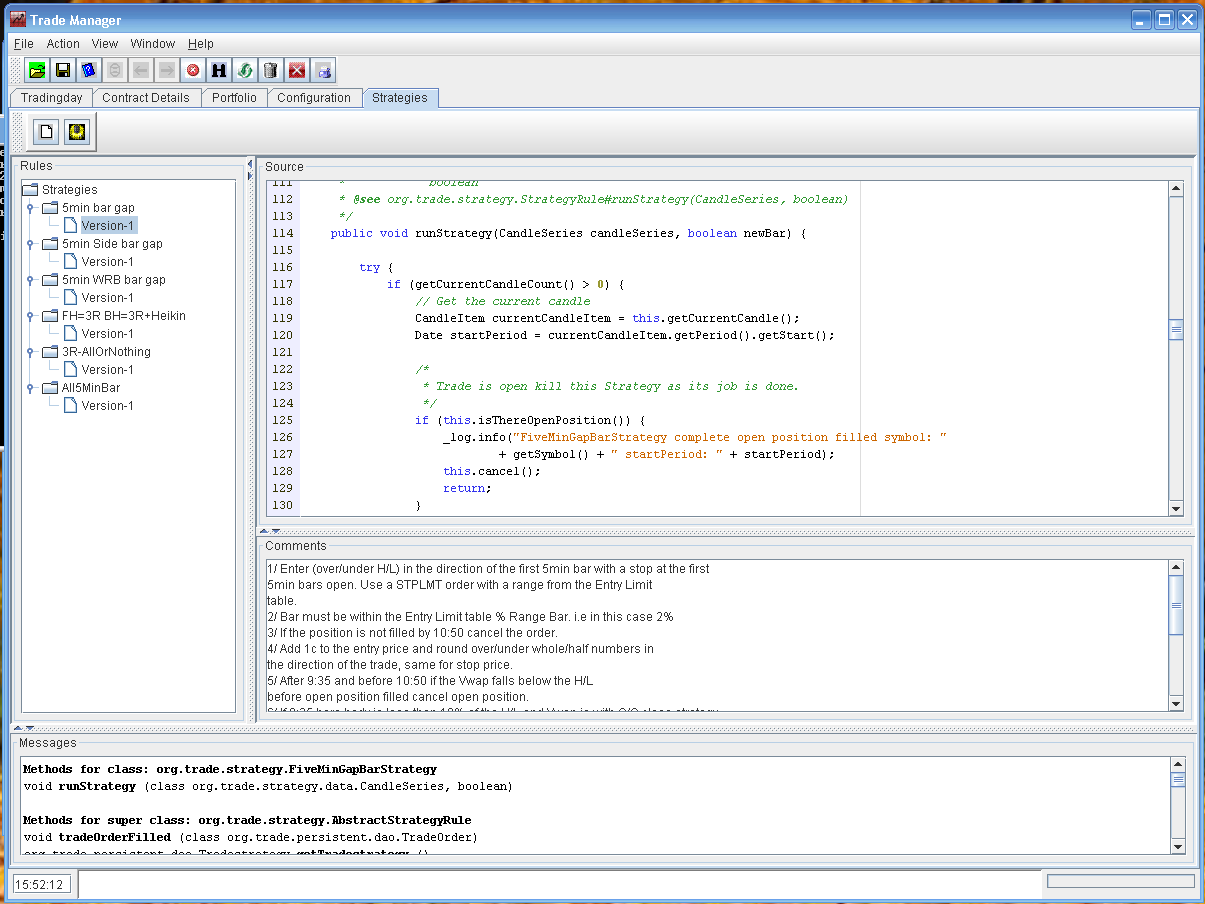 Trade Manager
File Action View Window Help
Tradingday Contract Details Portfolio Configuration Strategies
Rules
Strategies
5min bar gap
Version-1
5min Side bar gap
Version-1
5min WRB bar gap
Version-1
FH=3R BH=3R+Heikin
Version-1
3R-AllOrNothing
Version-1
All5MinBar
Version-1
Source
111 * boolean
112 * @see org.trade.strategy.StrategyRule#runStrategy(CandleSeries, boolean)
113 */
114 public void runStrategy(CandleSeries candleSeries, boolean newBar) {
115
116 try {
117 if (getCurrentCandleCount() > 0) {
118 // Get the current candle
119 CandleItem currentCandleItem = this.getCurrentCandle();
120 Date startPeriod = currentCandleItem.getPeriod().getStart();
121
122 /*
123 * Trade is open kill this Strategy as its job is done.
124 */
125 if (this.isThereOpenPosition()) {
126 _log.info("FiveMinGapBarStrategy complete open position filled symbol: "
127 + getSymbol() + " startPeriod: " + startPeriod);
128 this.cancel();
129 return;
130 }
Comments
1/ Enter (over/under H/L) in the direction of the first 5min bar with a stop at the first
5min bars open. Use a STPLMT order with a range from the Entry Limit
table.
2/ Bar must be within the Entry Limit table % Range Bar. i.e in this case 2%
3/ If the position is not filled by 10:50 cancel the order.
4/ Add 1c to the entry price and round over/under whole/half numbers in
the direction of the trade, same for stop price.
5/ After 9:35 and before 10:50 if the Vwap falls below the H/L
before open position filled cancel open position.
Messages
Methods for class: org.trade.strategy.FiveMinGapBarStrategy
void runStrategy (class org.trade.strategy.data.CandleSeries, boolean)
Methods for super class: org.trade.strategy.AbstractStrategyRule
void tradeOrderFilled (class org.trade.persistent.dao.TradeOrder)
org.trade.persistent.dao.Tradestrategy getTradestrategy ()
15:52:12